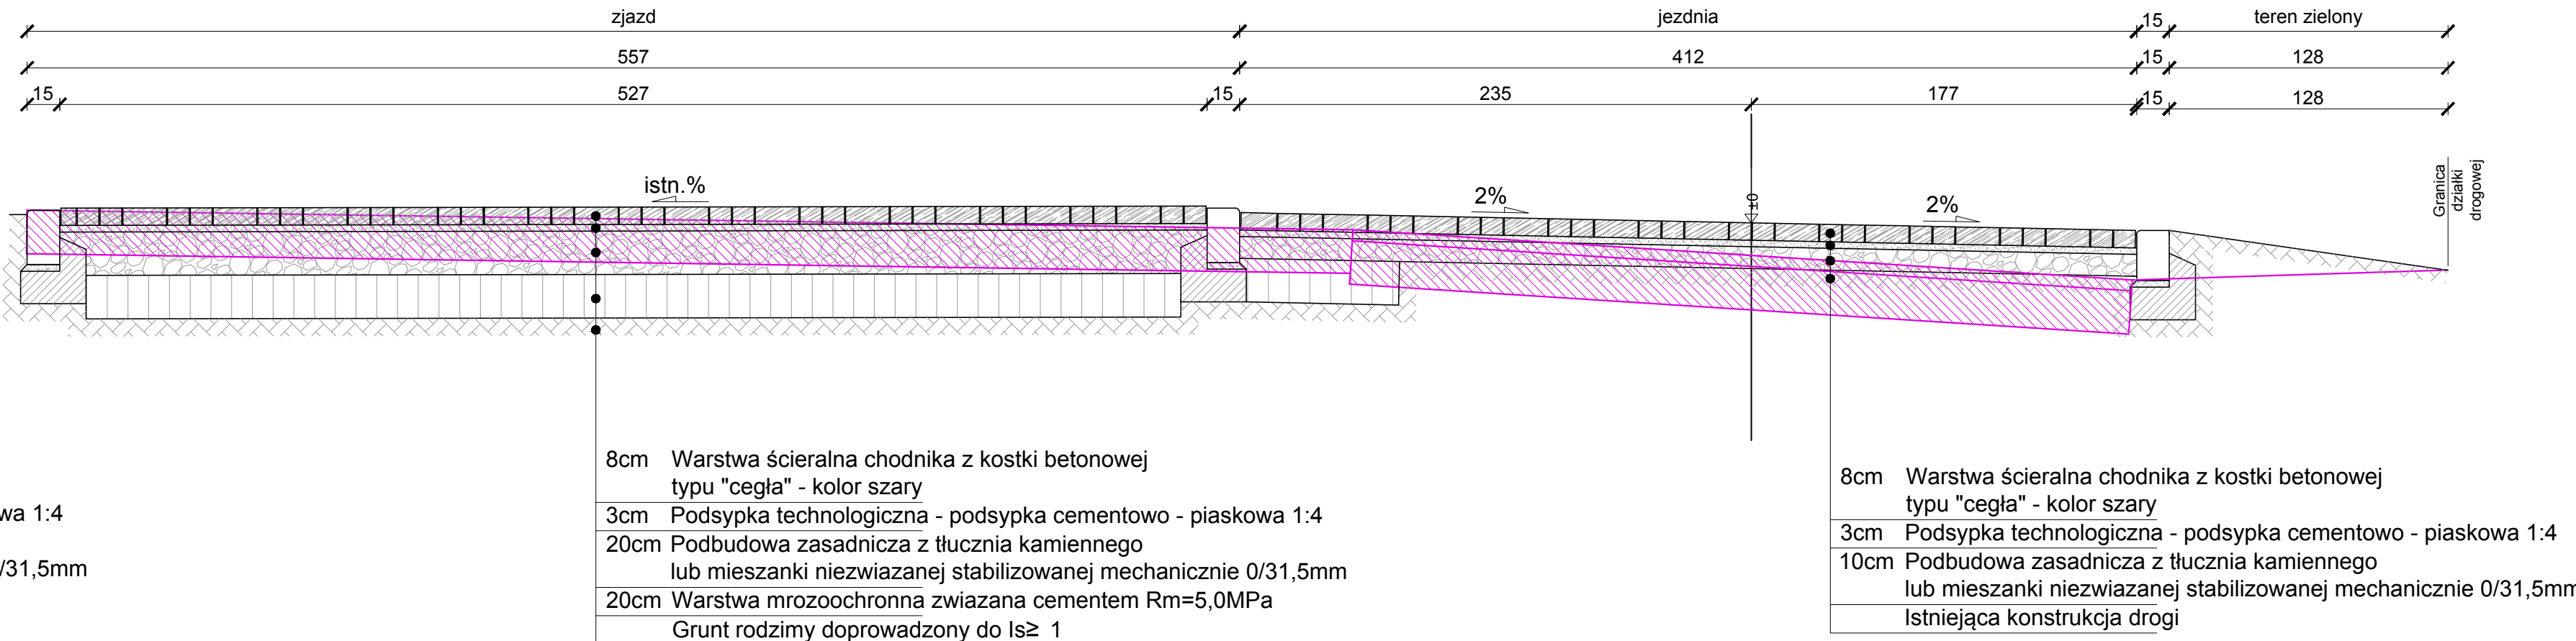 zjazd jezdnia 15 teren zielony
557 412 15 128
15 527 15 235 177 15 128
istn.% 2% 2%
±0
Granica
działki
drogowej
8cm Warstwa ścieralna chodnika z kostki betonowej
typu "cegła" - kolor szary
3cm Podsypka technologiczna - podsypka cementowo - piaskowa 1:4
20cm Podbudowa zasadnicza z tłucznia kamiennego
lub mieszanki niezwiazanej stabilizowanej mechanicznie 0/31,5mm
20cm Warstwa mrozoochronna zwiazana cementem Rm=5,0MPa
Grunt rodzimy doprowadzony do Is≥ 1
8cm Warstwa ścieralna chodnika z kostki betonowej
typu "cegła" - kolor szary
3cm Podsypka technologiczna - podsypka cementowo - piaskowa 1:4
10cm Podbudowa zasadnicza z tłucznia kamiennego
lub mieszanki niezwiazanej stabilizowanej mechanicznie 0/31,5mm
Istniejąca konstrukcja drogi
wa 1:4
/31,5mm